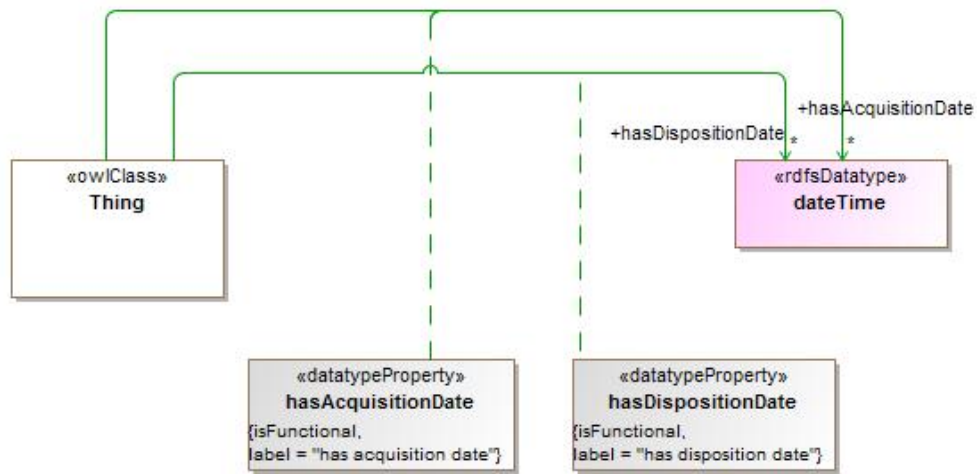 +hasAcquisitionDate
+hasDispositionDate
*
*
«owlClass»
Thing
«rdfsDatatype»
dateTime
«datatypeProperty»
hasAcquisitionDate
{isFunctional,
label = "has acquisition date"}
«datatypeProperty»
hasDispositionDate
{isFunctional,
label = "has disposition date"}